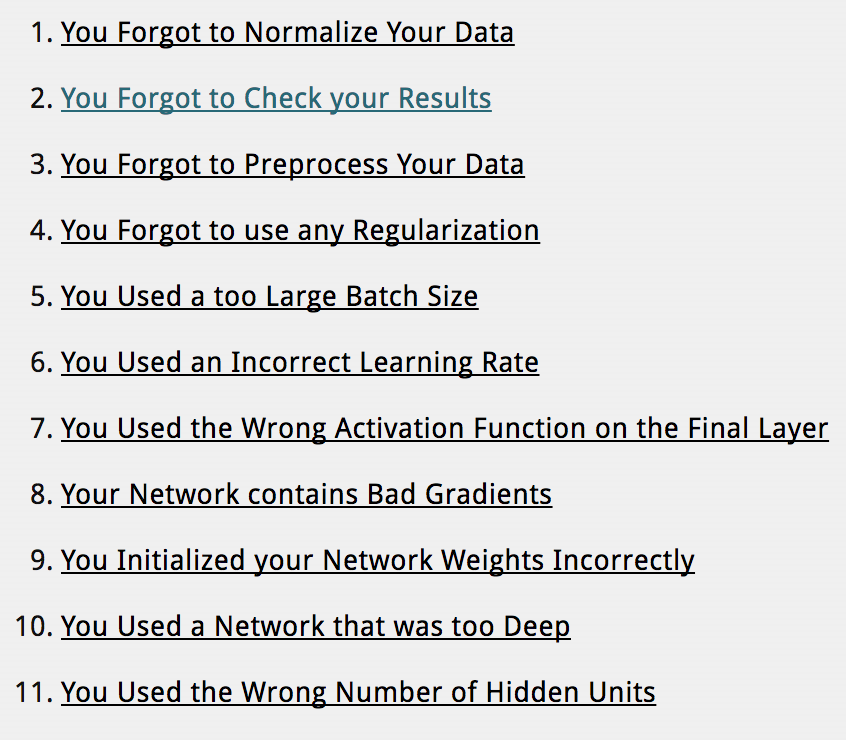 1. You Forgot to Normalize Your Data
2. You Forgot to Check your Results
3. You Forgot to Preprocess Your Data
4. You Forgot to use any Regularization
5. You Used a too Large Batch Size
6. You Used an Incorrect Learning Rate
7. You Used the Wrong Activation Function on the Final Layer
8. Your Network contains Bad Gradients
9. You Initialized your Network Weights Incorrectly
10. You Used a Network that was too Deep
11. You Used the Wrong Number of Hidden Units